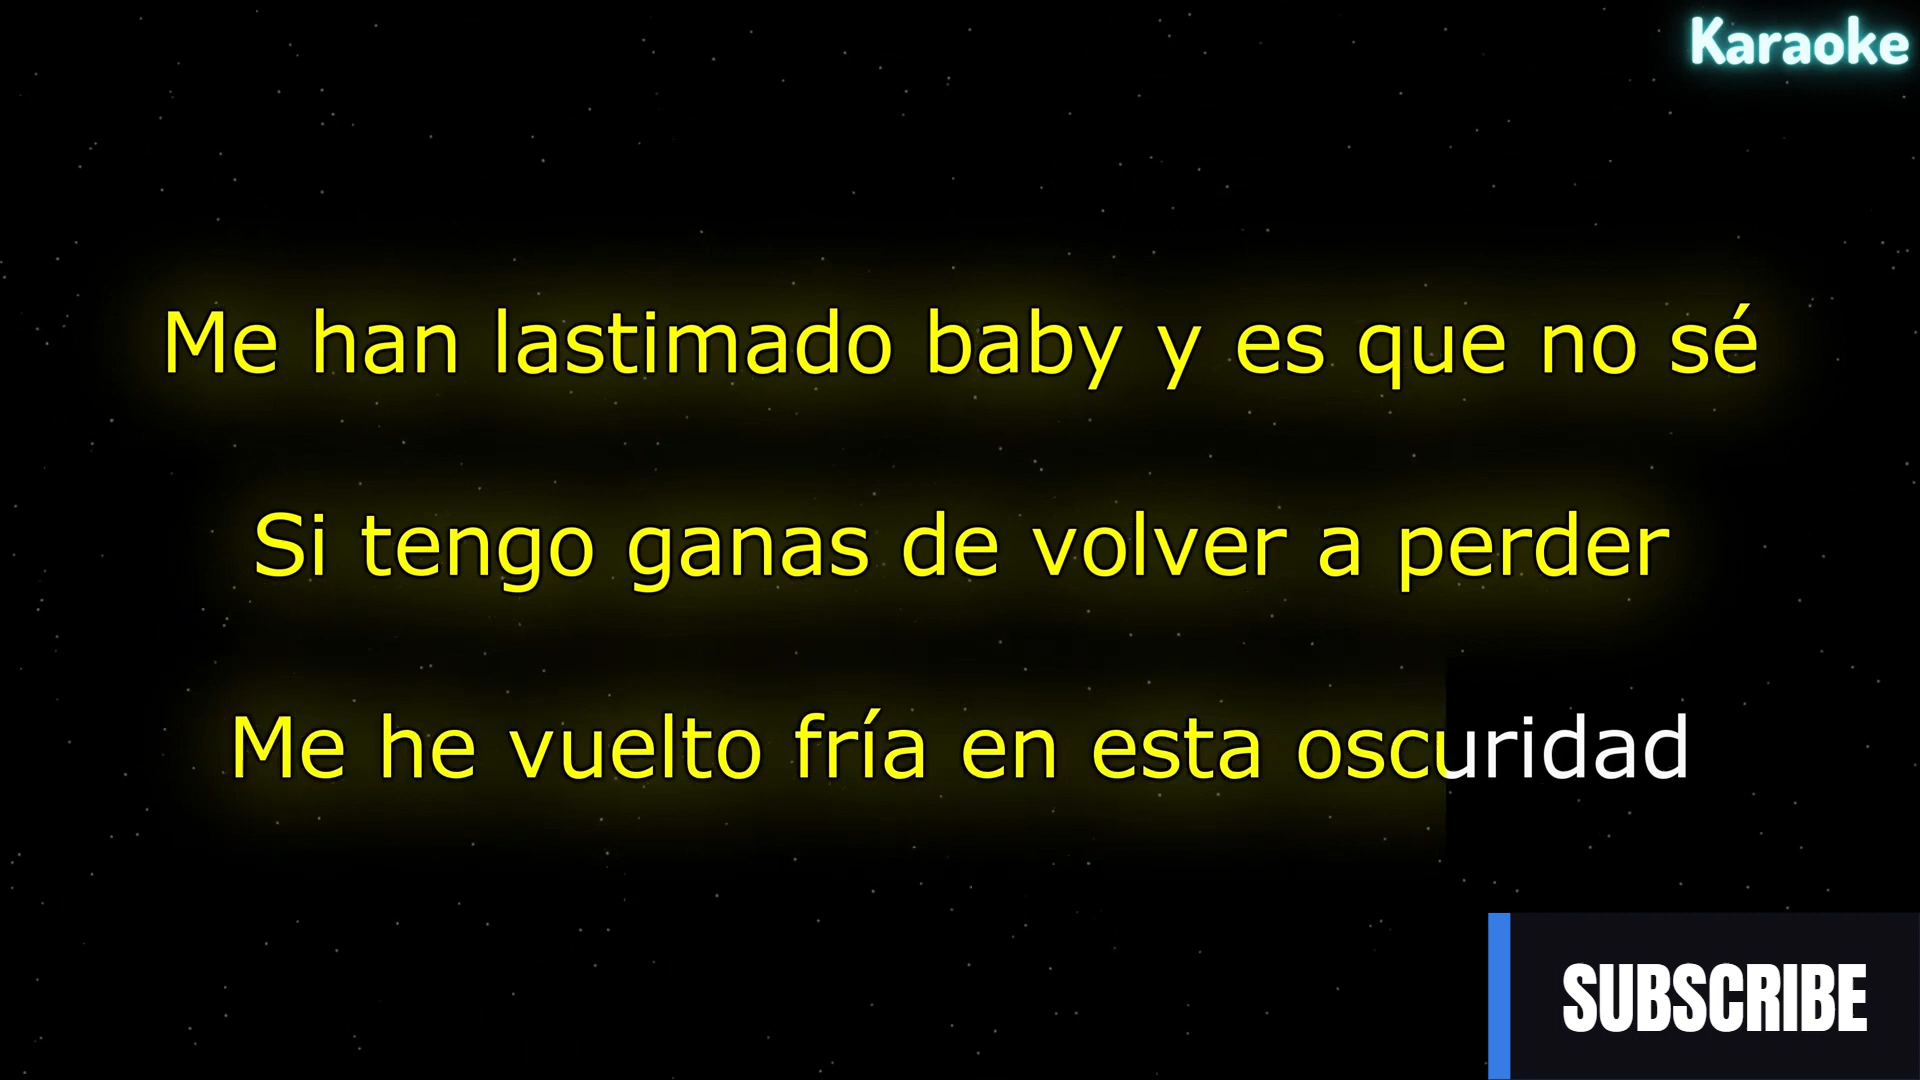 Karaoke
Me han lastimado baby y es que no sé
Si tengo ganas de volver a perder
Me he vuelto fría en esta oscuridad
SUBSCRIBE